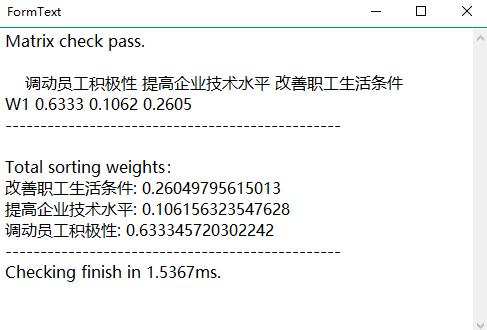 FormText
Matrix check pass.
调动员工积极性 提高企业技术水平 改善职工生活条件
W1 0.6333 0.1062 0.2605
------------------------------------------------
Total sorting weights：
改善职工生活条件: 0.26049795615013
提高企业技术水平: 0.106156323547628
调动员工积极性: 0.633345720302242
------------------------------------------------
Checking finish in 1.5367ms.